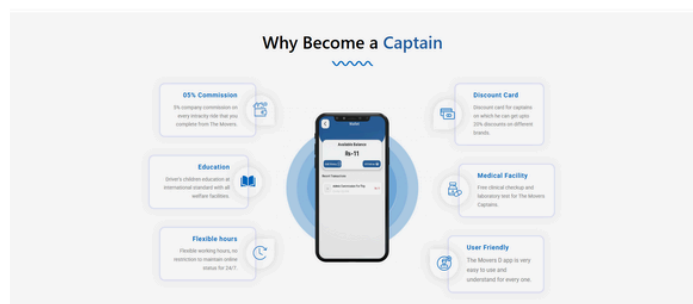 Why Become a Captain
05% Commission
5% company commission on
every intracity ride that you
complete from The Movers.
Education
Driver's children education at
international standard with all
welfare facilities.
Flexible hours
Flexible working hours, no
restriction to maintain online
status for 24/7.
Wallet
Available Balance
Rs-11
Discount Card
Discount card for captains
on which he can get upto
20% discounts on different
brands.
Medical Facility
Free clinical checkup and
laboratory test for The Movers
Captains.
User Friendly
The Movers D app is very
easy to use and
understand for every one.